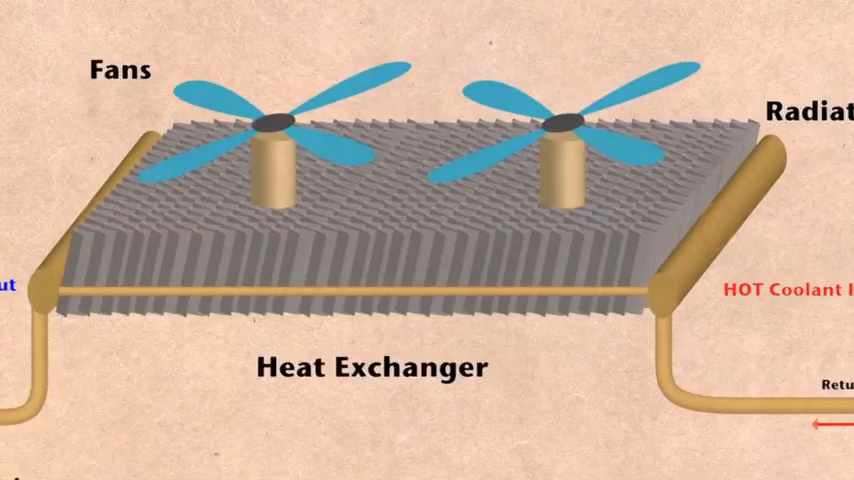 Fans
Radiat
ut
HOT Coolant I
Heat Exchanger
Retu